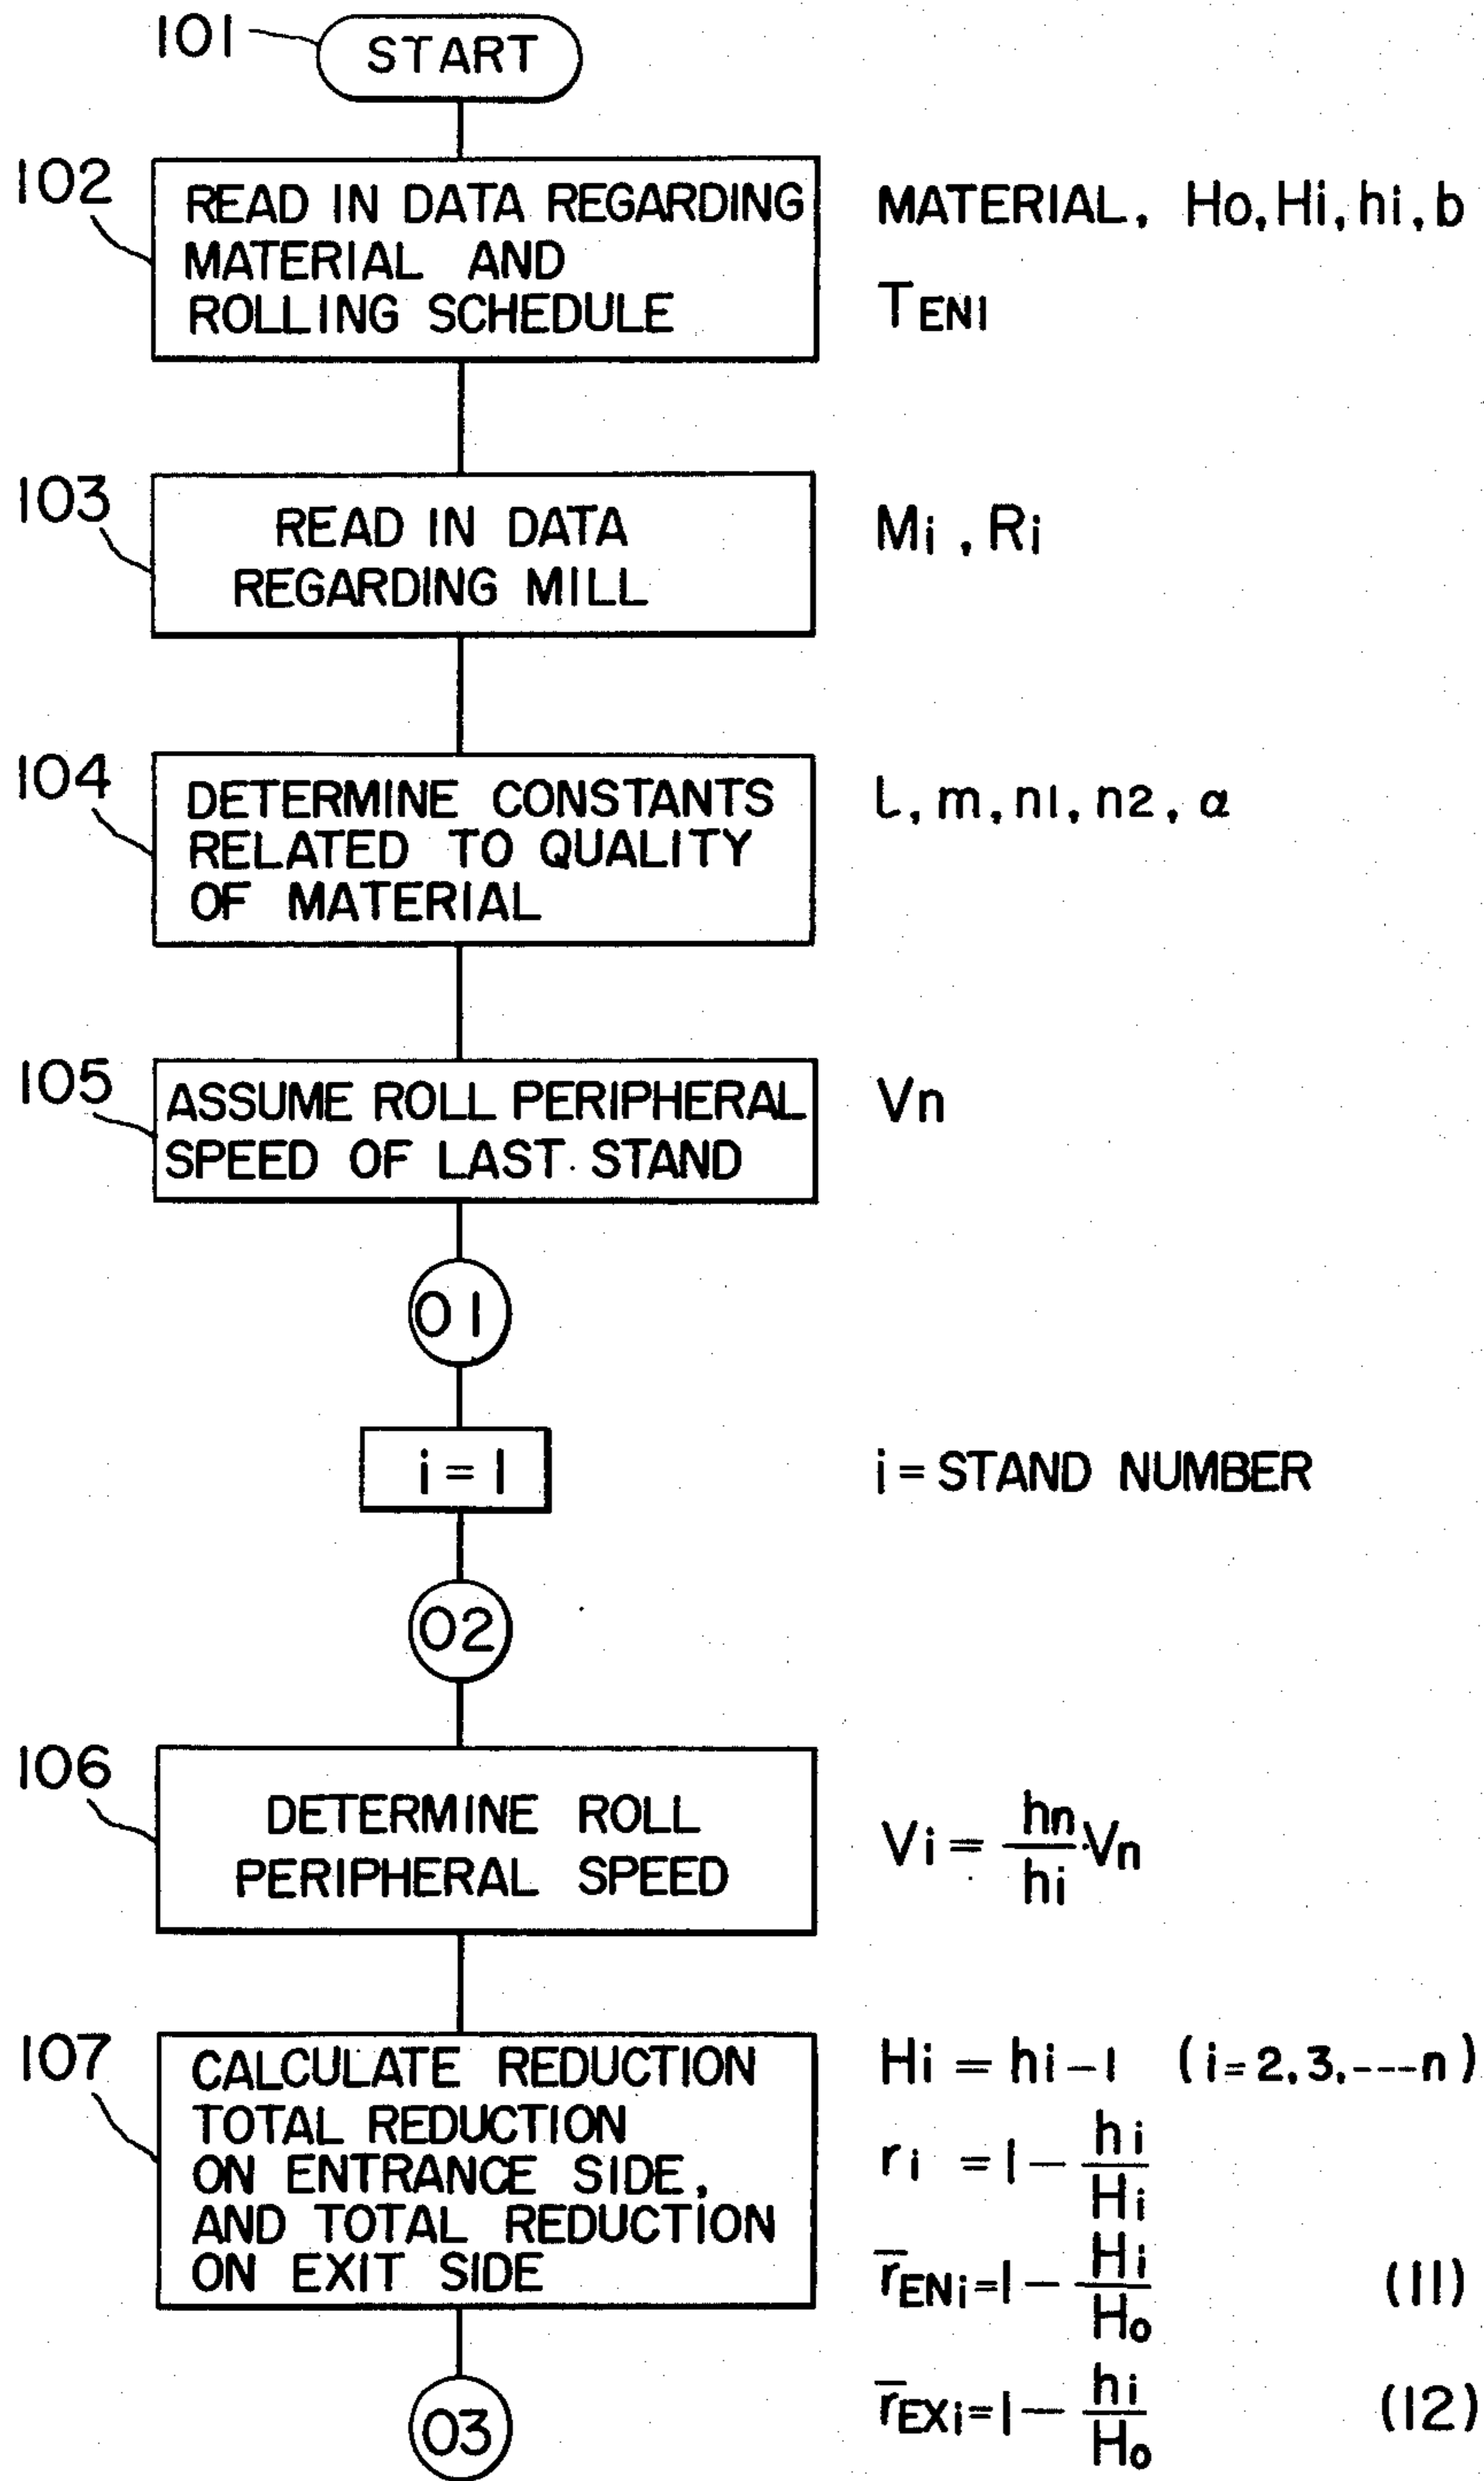 101 START
102 READ IN DATA REGARDING MATERIAL, Ho, Hi, hi, b
MATERIAL AND
ROLLING SCHEDULE TEN1
103 READ IN DATA Mi, Ri
REGARDING MILL
104 DETERMINE CONSTANTS l, m, n1, n2, α
RELATED TO QUALITY
OF MATERIAL
105 ASSUME ROLL PERIPHERAL Vn
SPEED OF LAST STAND
01
i = 1 i = STAND NUMBER
02
106 DETERMINE ROLL Vi = hn/hi · Vn
PERIPHERAL SPEED
107 CALCULATE REDUCTION Hi = hi-1 (i=2, 3, ---n)
TOTAL REDUCTION ri = 1 - hi/Hi
ON ENTRANCE SIDE,
AND TOTAL REDUCTION
ON EXIT SIDE r̅ENi = 1 - Hi/Ho (11)
r̅EXi = 1 - hi/Ho (12)
03